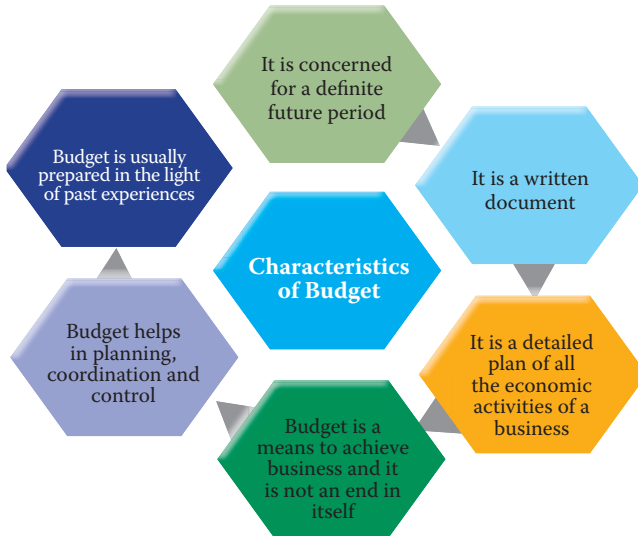 It is concerned
for a definite
future period
It is a written
document
It is a detailed
plan of all
the economic
activities of a
business
Budget is a
means to achieve
business and it
is not an end in
itself
Budget helps
in planning,
coordination and
control
Budget is usually
prepared in the light
of past experiences
Characteristics
of Budget